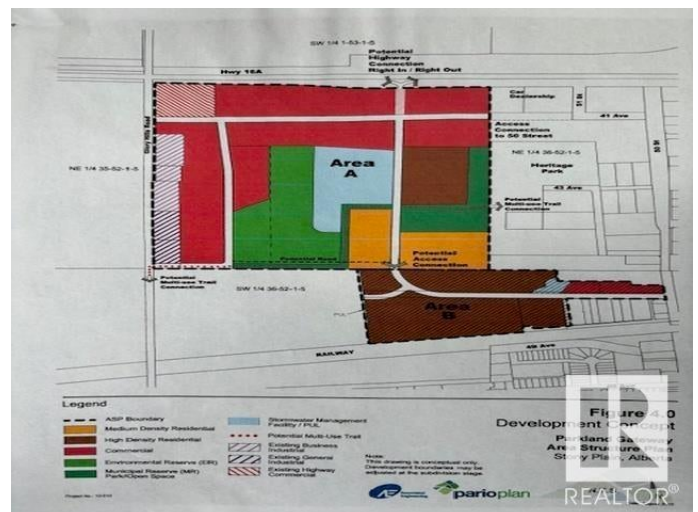 SW 1/4 1-53-1-5
Potential
Highway
Connection
Right In / Right Out
Hwy 16A
Car
Dealership
51 St
50 St
41 Ave
Access
Connection
to 50 Street
NE 1/4 35-52-1-5
NE 1/4 36-52-1-5
Area
A
Heritage
Park
43 Ave
Potential
Multi-use Trail
Connection
Potential Road
Potential
Access
Connection
Potential
Multi-use Trail
Connection
SW 1/4 36-52-1-5
Area
B
PUL
RAILWAY
49 Ave
Legend
ASP Boundary
Medium Density Residential
High Density Residential
Commercial
Environmental Reserve (ER)
Municipal Reserve (MR)
Park/Open Space
Stormwater Management
Facility / PUL
Potential Multi-Use Trail
Existing Business
Industrial
Existing General
Industrial
Existing Highway
Commercial
Note:
This drawing is conceptual only.
Development boundaries may be
adjusted at the subdivision stage.
Figure 4.0
Development Concept
Parkland Gateway
Area Structure Plan
Stony Plain, Alberta
parioplan
REALTOR®